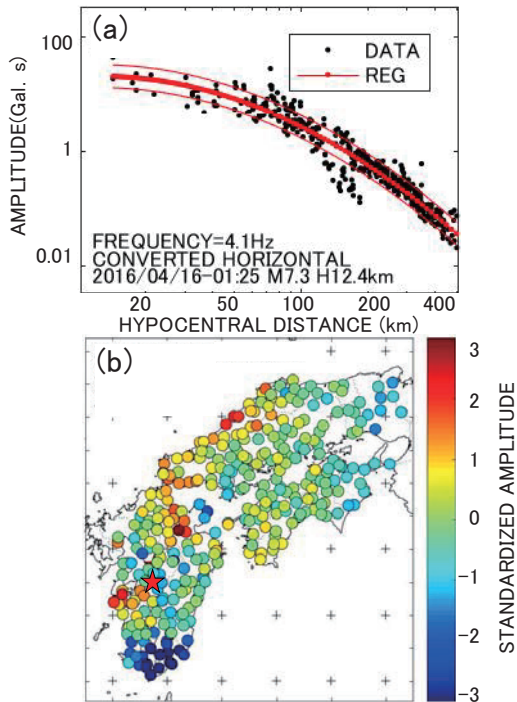 (a)
100
1
0.01
AMPLITUDE(Gal. s)
DATA
REG
FREQUENCY=4.1Hz
CONVERTED HORIZONTAL
2016/04/16-01:25 M7.3 H12.4km
20 50 100 200 400
HYPOCENTRAL DISTANCE (km)
(b)
3
2
1
0
−1
−2
−3
STANDARDIZED AMPLITUDE